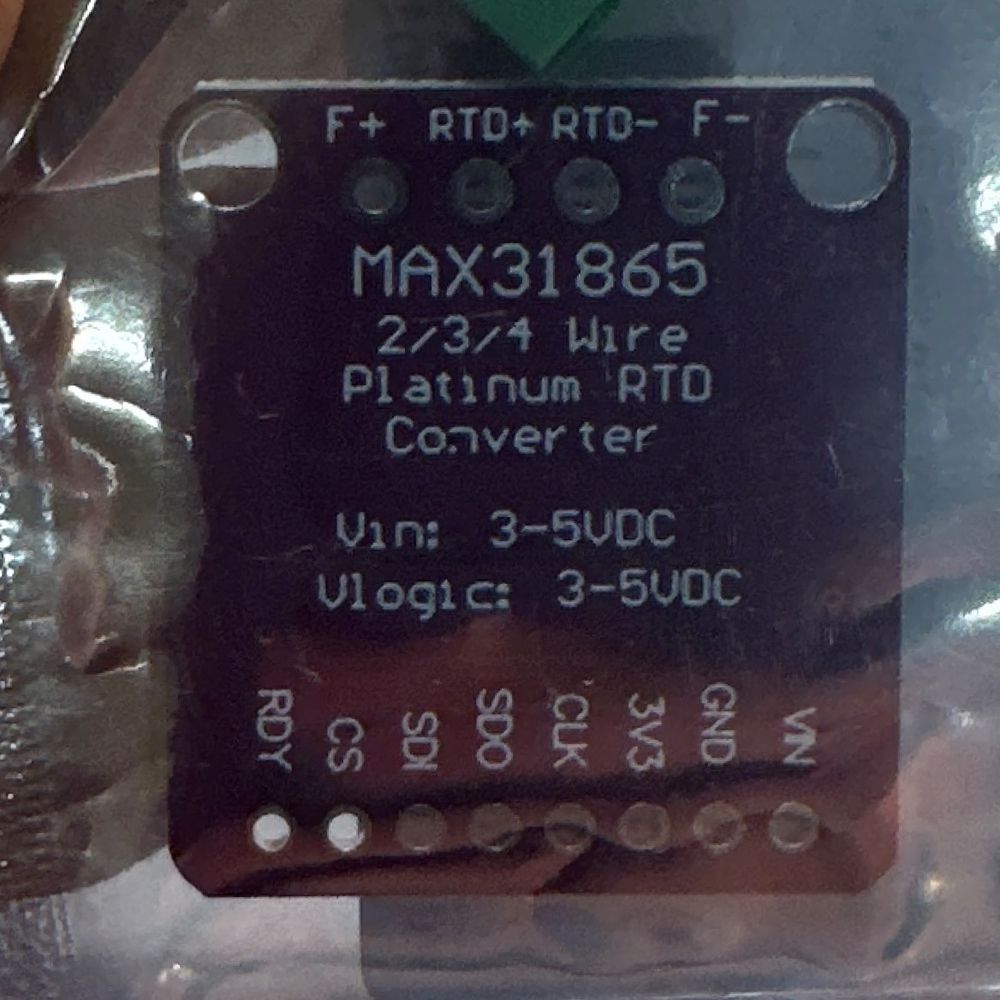 F+ RTD+ RTD- F-
MAX31865
2/3/4 Wire
Platinum RTD
Converter
Vin: 3-5VDC
Vlogic: 3-5VDC
RDY CS SDI SDO CLK 3V3 GND VIN